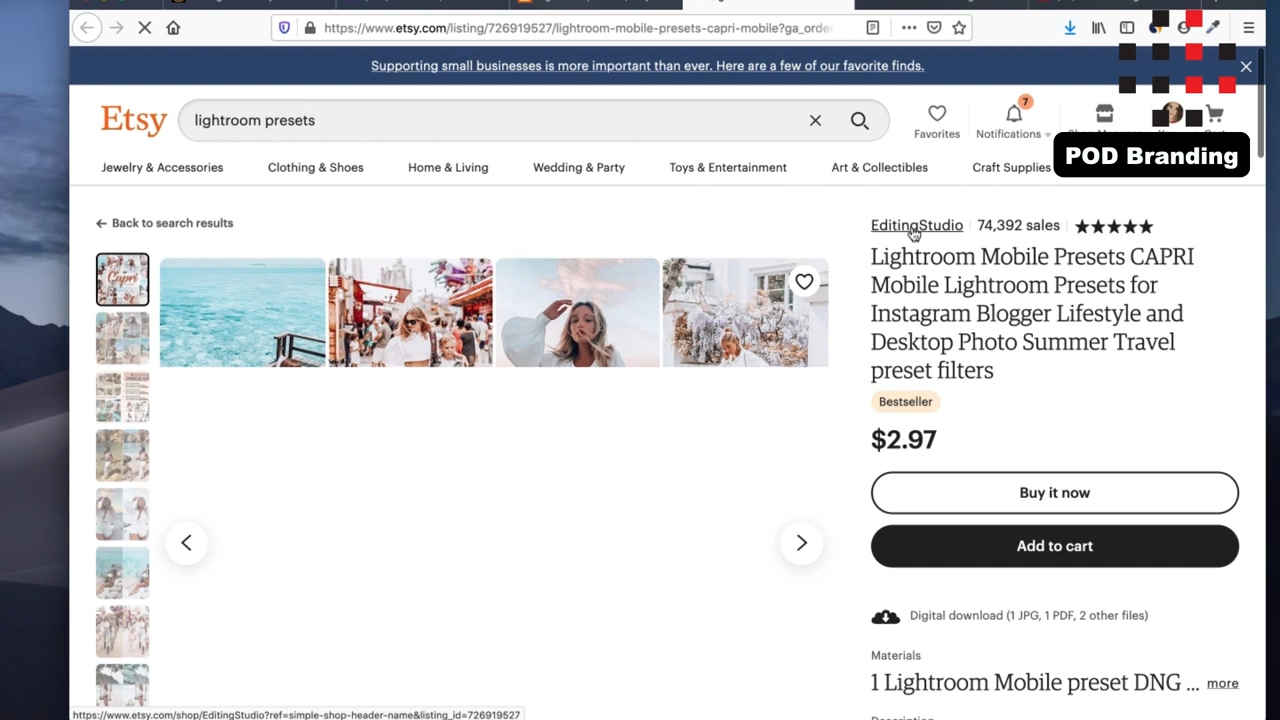 https://www.etsy.com/listing/726919527/lightroom-mobile-presets-capri-mobile?ga_orde
Supporting small businesses is more important than ever. Here are a few of our favorite finds.
Etsy
lightroom presets
Favorites
7
Notifications
POD Branding
Jewelry & Accessories
Clothing & Shoes
Home & Living
Wedding & Party
Toys & Entertainment
Art & Collectibles
Craft Supplies
Back to search results
EditingStudio
74,392 sales
Capri
Lightroom Mobile Presets CAPRI
Mobile Lightroom Presets for
Instagram Blogger Lifestyle and
Desktop Photo Summer Travel
preset filters
Bestseller
$2.97
Buy it now
Add to cart
Digital download (1 JPG, 1 PDF, 2 other files)
Materials
1 Lightroom Mobile preset DNG ... more
https://www.etsy.com/shop/EditingStudio?ref=simple-shop-header-name&listing_id=726919527